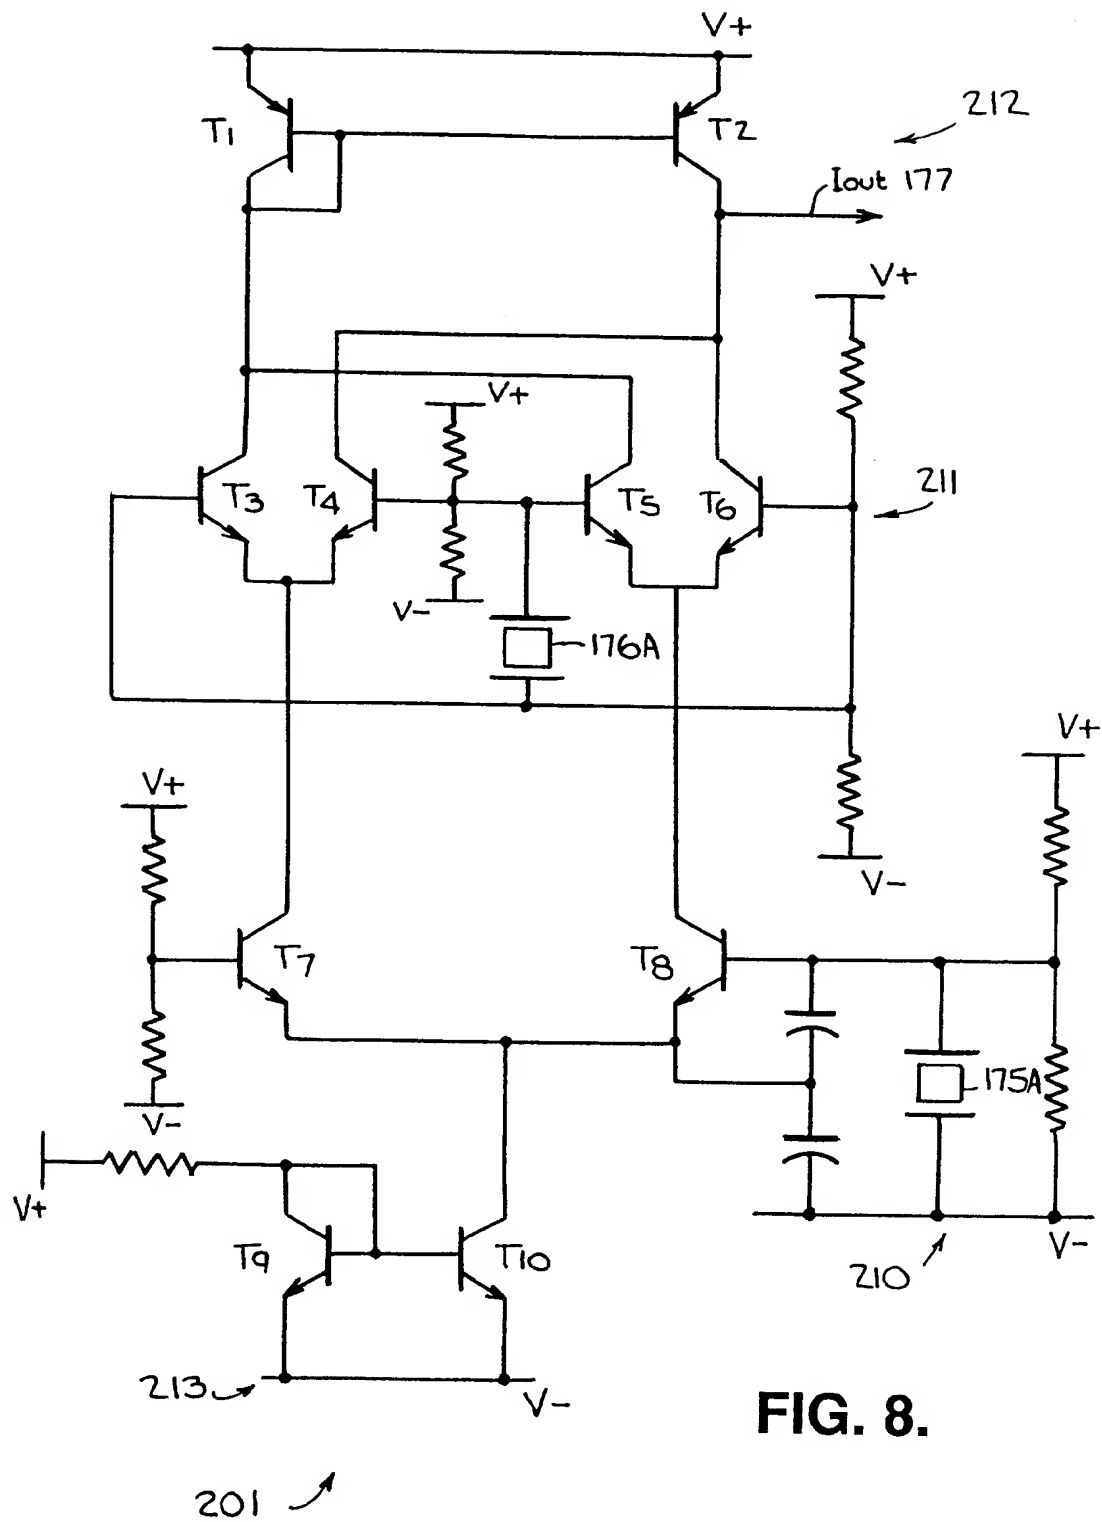 V+
T1
T2
212
Iout 177
V+
V+
T3
T4
T5
T6
211
V-
176A
V+
V+
V-
T7
T8
175A
V-
V+
T9
T10
V-
210
213
V-
FIG. 8.
201